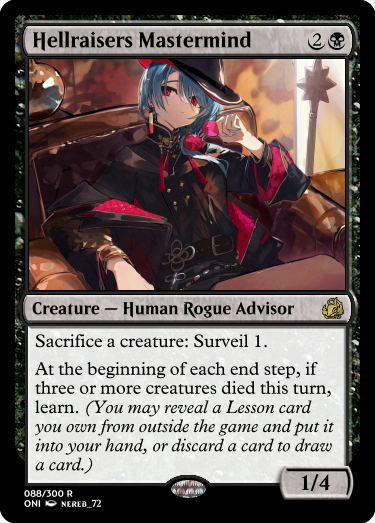 Hellraisers Mastermind 2
Creature — Human Rogue Advisor
Sacrifice a creature: Surveil 1.
At the beginning of each end step, if
three or more creatures died this turn,
learn. (You may reveal a Lesson card
you own from outside the game and put it
into your hand, or discard a card to draw
a card.)
1/4
088/300 R
ONI NEREB_72